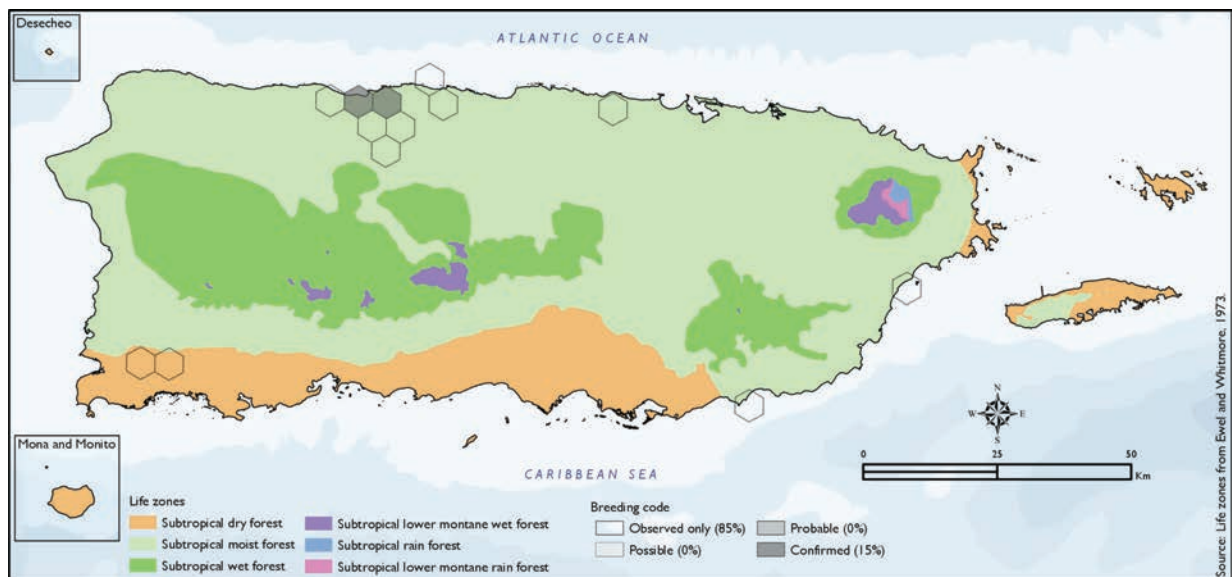 Desecheo
ATLANTIC OCEAN
Mona and Monito
CARIBBEAN SEA
N
W E
S
0 25 50
Km
Life zones
Subtropical dry forest
Subtropical moist forest
Subtropical wet forest
Subtropical lower montane wet forest
Subtropical rain forest
Subtropical lower montane rain forest
Breeding code
Observed only (85%)
Possible (0%)
Probable (0%)
Confirmed (15%)
Source: Life zones from Ewel and Whitmore, 1973.